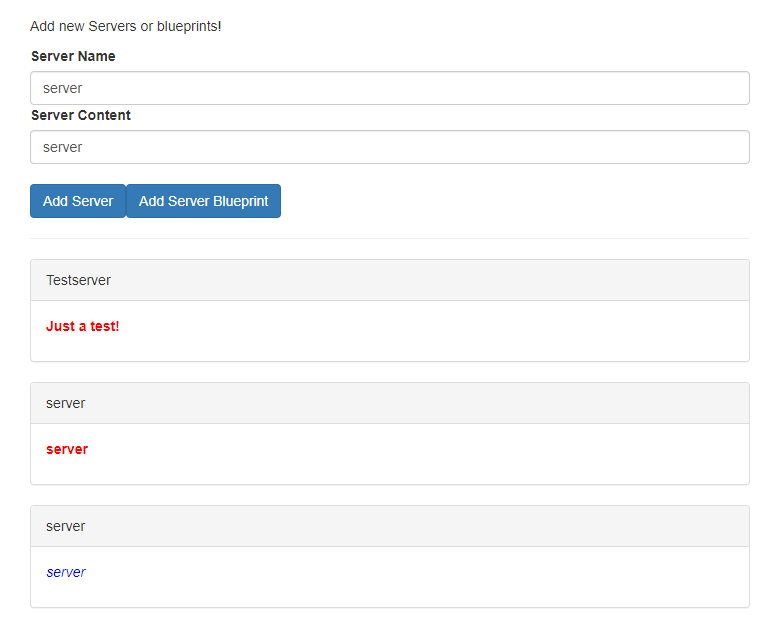 Add new Servers or blueprints!
Server Name
server
Server Content
server
Add Server Add Server Blueprint
Testserver
Just a test!
server
server
server
server